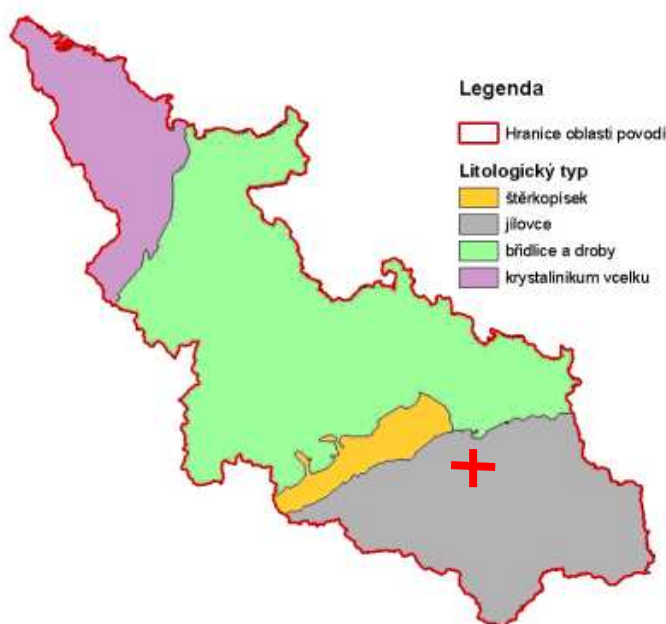 Legenda
Hranice oblasti povodí
Litologický typ
štěrkopísek
jílovce
břidlice a droby
krystalinikum vcelku